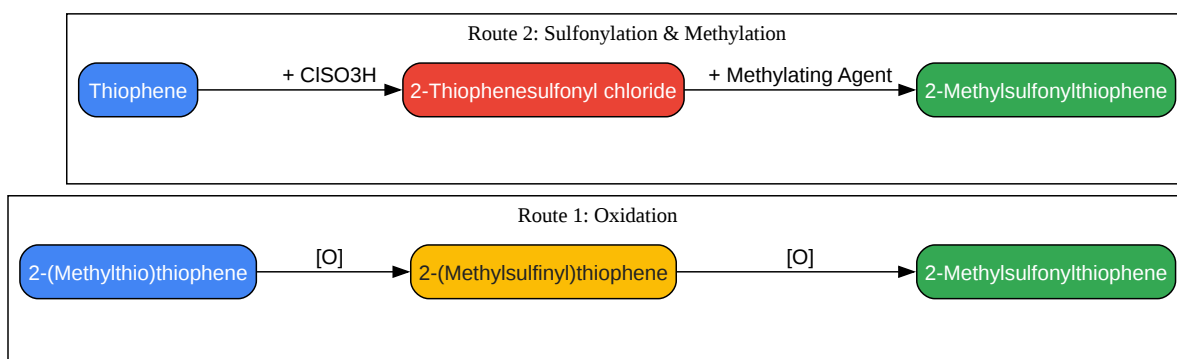 Route 2: Sulfonylation & Methylation
Thiophene
+ ClSO3H
2-Thiophenesulfonyl chloride
+ Methylating Agent
2-Methylsulfonylthiophene
Route 1: Oxidation
2-(Methylthio)thiophene
[O]
2-(Methylsulfinyl)thiophene
[O]
2-Methylsulfonylthiophene